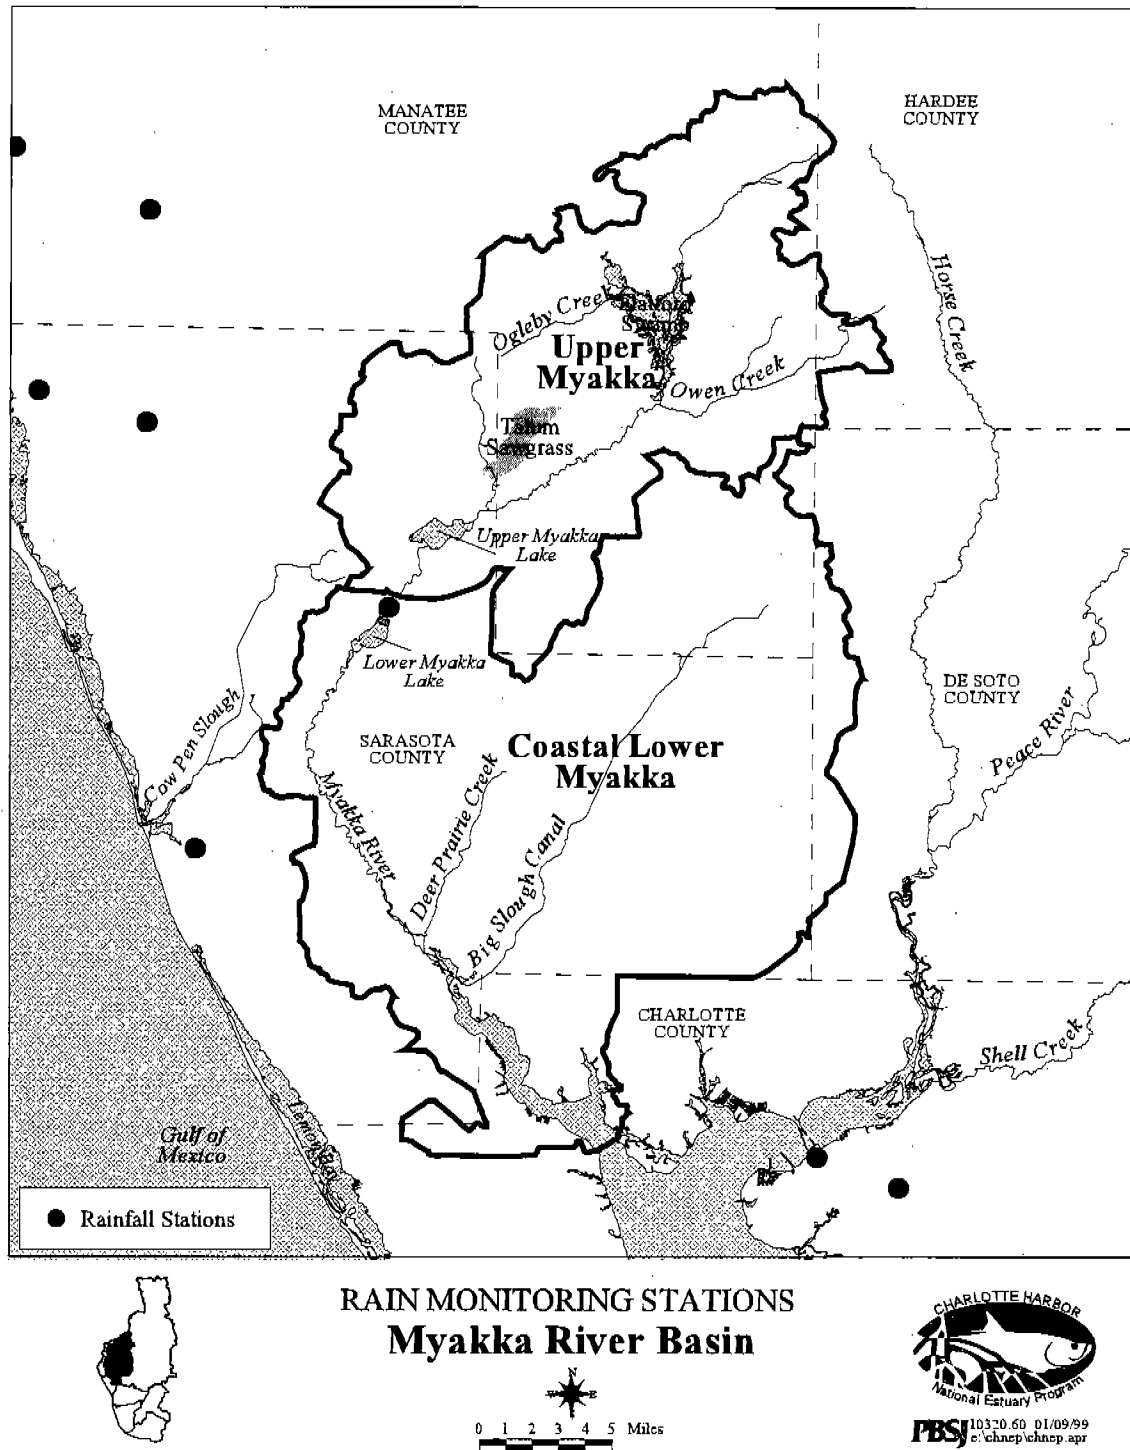 MANATEE
COUNTY
HARDEE
COUNTY
Horse Creek
Ogleby Creek
Upper
Myakka
Owen Creek
Sawgrass
Upper Myakka
Lake
Lower Myakka
Lake
DE SOTO
COUNTY
Peace River
Cow Pen Slough
SARASOTA
COUNTY
Coastal Lower
Myakka
Myakka River
Deer Prairie Creek
Big Slough Canal
CHARLOTTE
COUNTY
Shell Creek
Gulf of
Mexico
Lemon Bay
Rainfall Stations
RAIN MONITORING STATIONS
Myakka River Basin
N
W E
S
0 1 2 3 4 5 Miles
CHARLOTTE HARBOR
National Estuary Program
PBSJ
10320.60 01/09/99
e:\chnep\chnep.apr